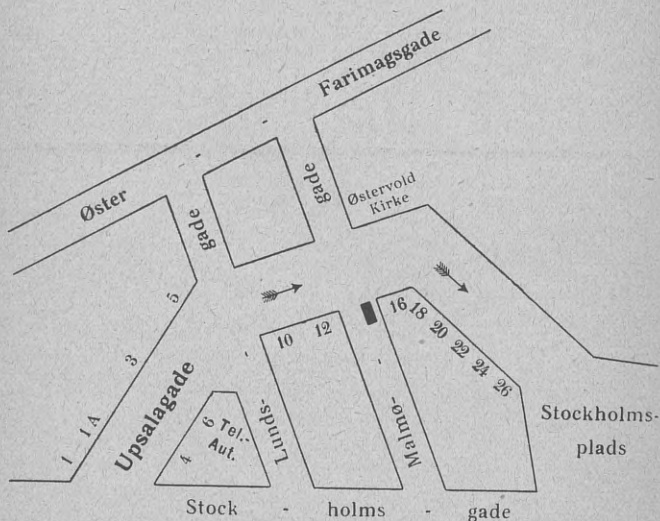 Farimagsgade
-
-
Øster
gade
gade
Østervold
Kirke
5
3
1 A
1
Upsalagade
6 Tel.-
Aut.
4
10 12
16 18
20
22
24
26
-
Lunds-
-
Malmø-
Stockholms-
plads
Stock - holms - gade